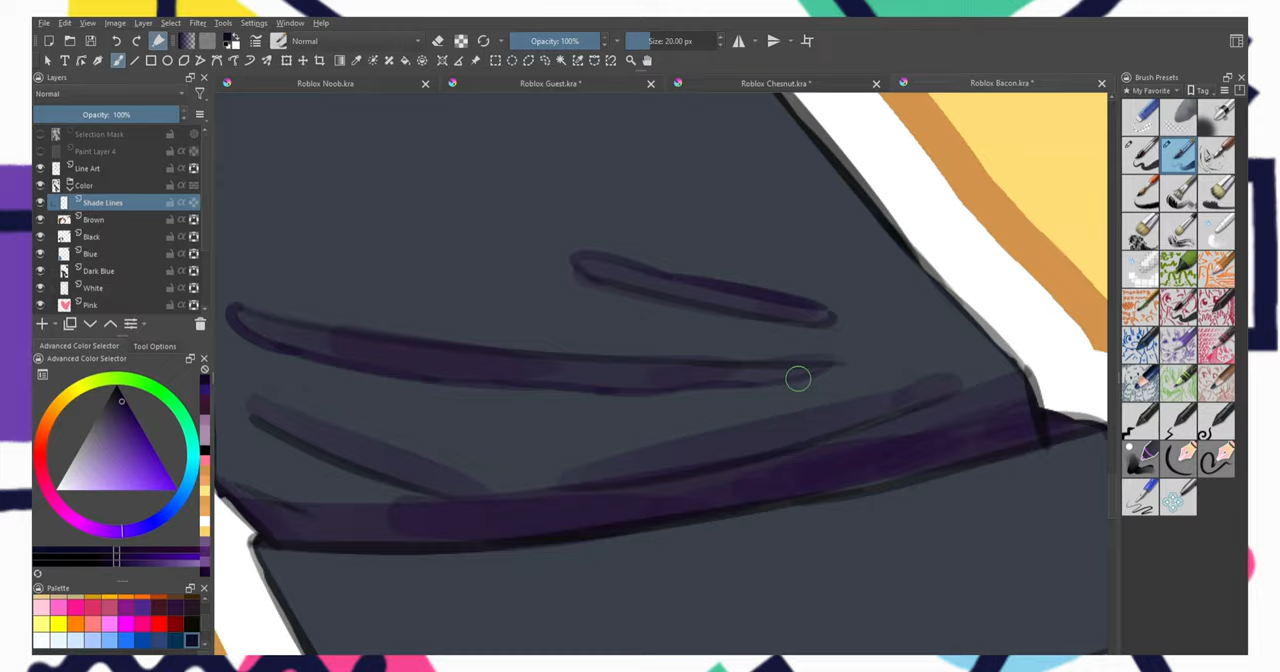 File Edit View Image Layer Select Filter Tools Settings Window Help
Normal Opacity: 100% Size: 20.00 px
Layers
Normal
Opacity: 100%
Selection Mask
Paint Layer 4
Line Art
Color
Shade Lines
Brown
Black
Blue
Dark Blue
White
Pink
Advanced Color Selector Tool Options
Advanced Color Selector
Palette
Roblox Noob.kra Roblox Guest.kra * Roblox Chesnut.kra * Roblox Bacon.kra *
Brush Presets
My Favorite Tag